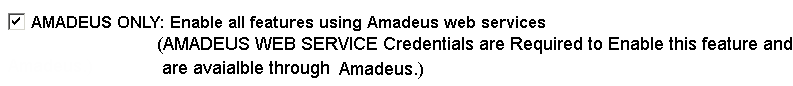 AMADEUS ONLY: Enable all features using Amadeus web services
(AMADEUS WEB SERVICE Credentials are Required to Enable this feature and
are avaialble through Amadeus.)